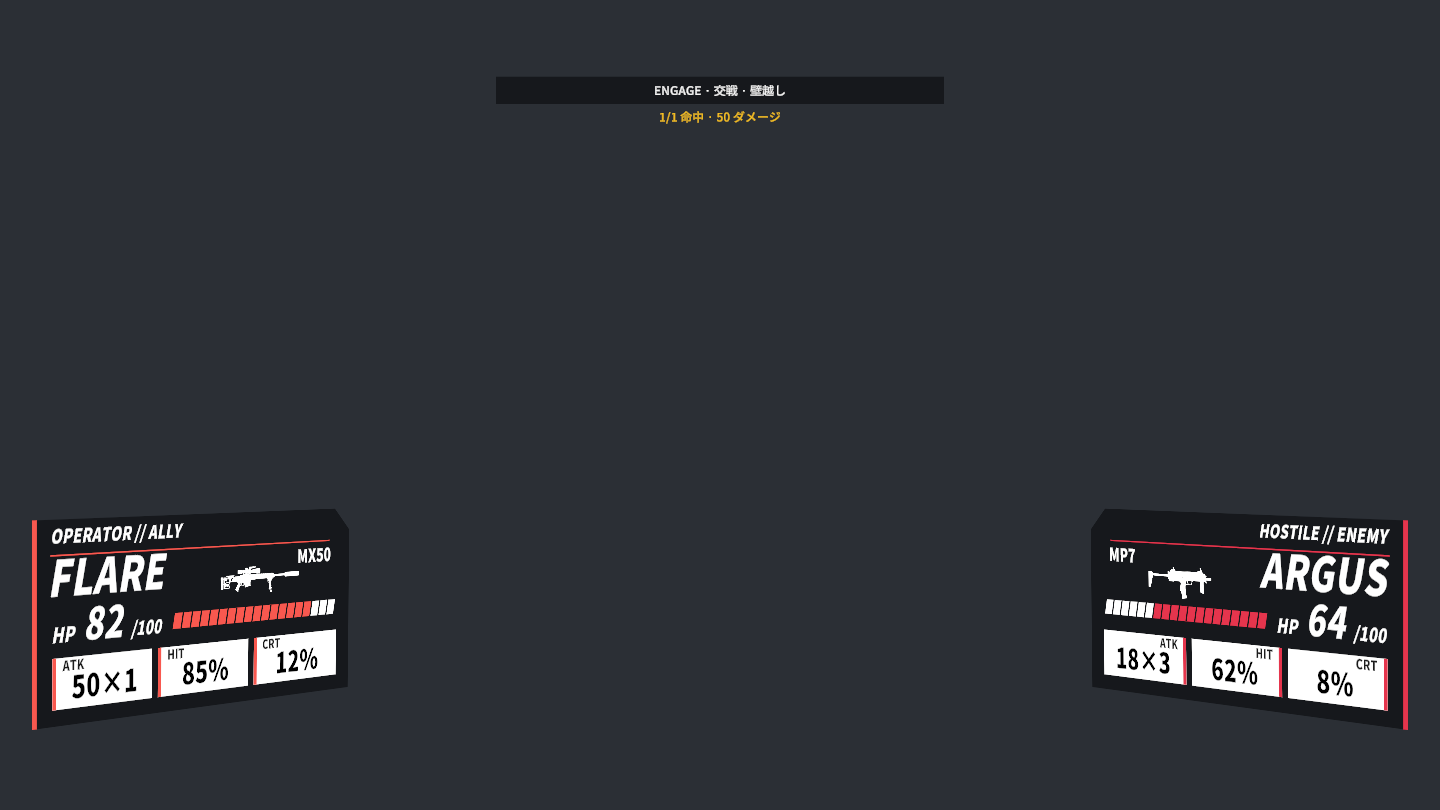 ENGAGE · 交戦 · 壁越し
1/1 命中 · 50 ダメージ
OPERATOR // ALLY
MX50
FLARE
HP 82 /100
ATK
50×1
HIT
85%
CRT
12%
HOSTILE // ENEMY
MP7
ARGUS
HP 64 /100
ATK
18×3
HIT
62%
CRT
8%